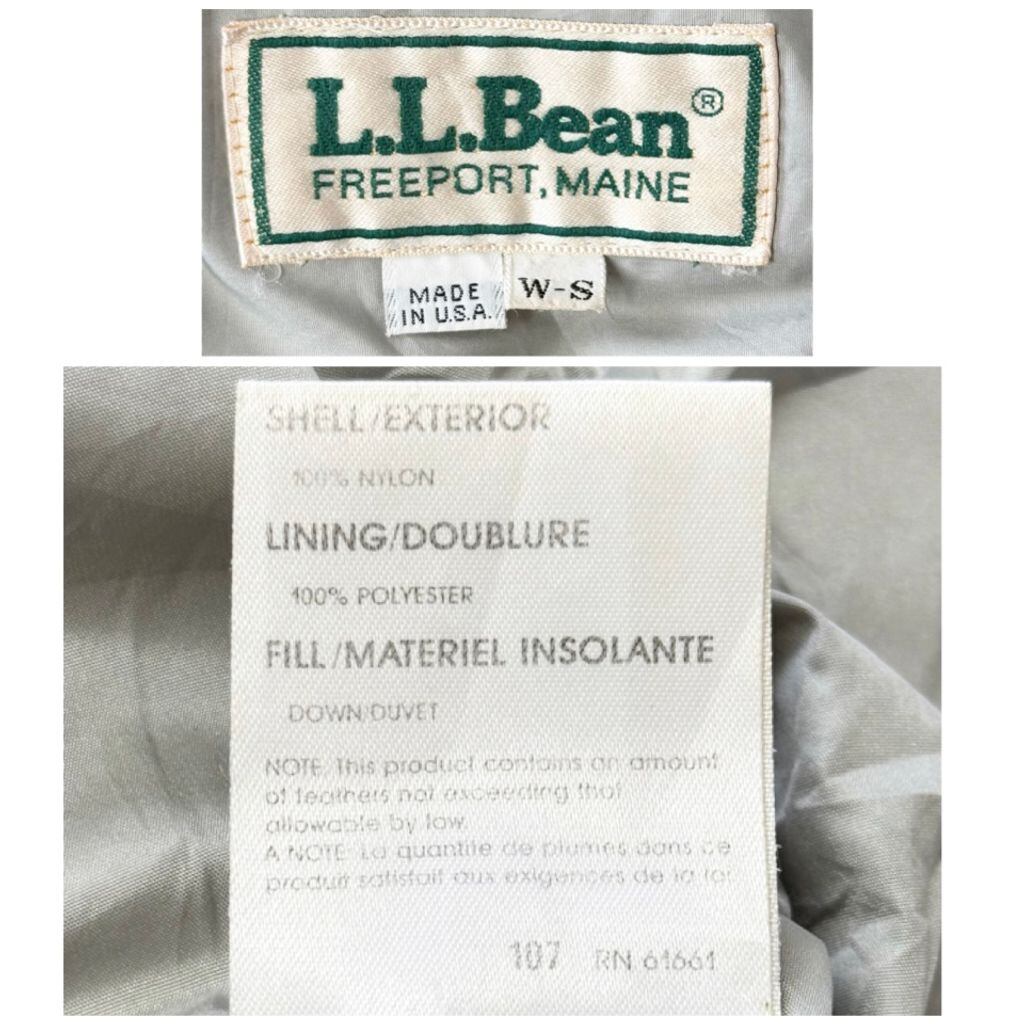 L.L.Bean®
FREEPORT, MAINE
MADE
IN U.S.A.
W-S
SHELL/EXTERIOR
100% NYLON
LINING/DOUBLURE
100% POLYESTER
FILL/MATERIEL INSOLANTE
DOWN/DUVET
NOTE: This product contains an amount
of feathers not exceeding that
allowable by law.
A NOTE: La quantite de plumes dans ce
produit satisfait aux exigences de la loi
107 RN 61661